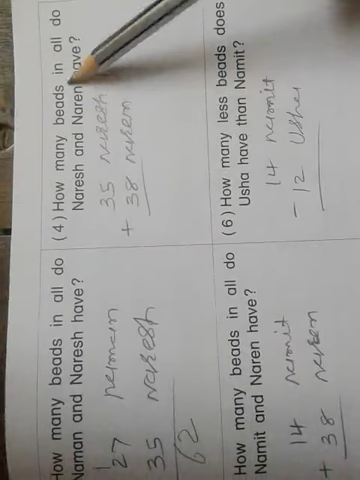 How many beads in all do
Naman and Naresh have?
1
27 naman
35 naresh
62
(4) How many beads in all do
Naresh and Naren have?
35 naresh
+ 38 naren
How many beads in all do
Namit and Naren have?
14 namit
+ 38 naren
(6) How many less beads does
Usha have than Namit?
14 namit
- 12 Usha